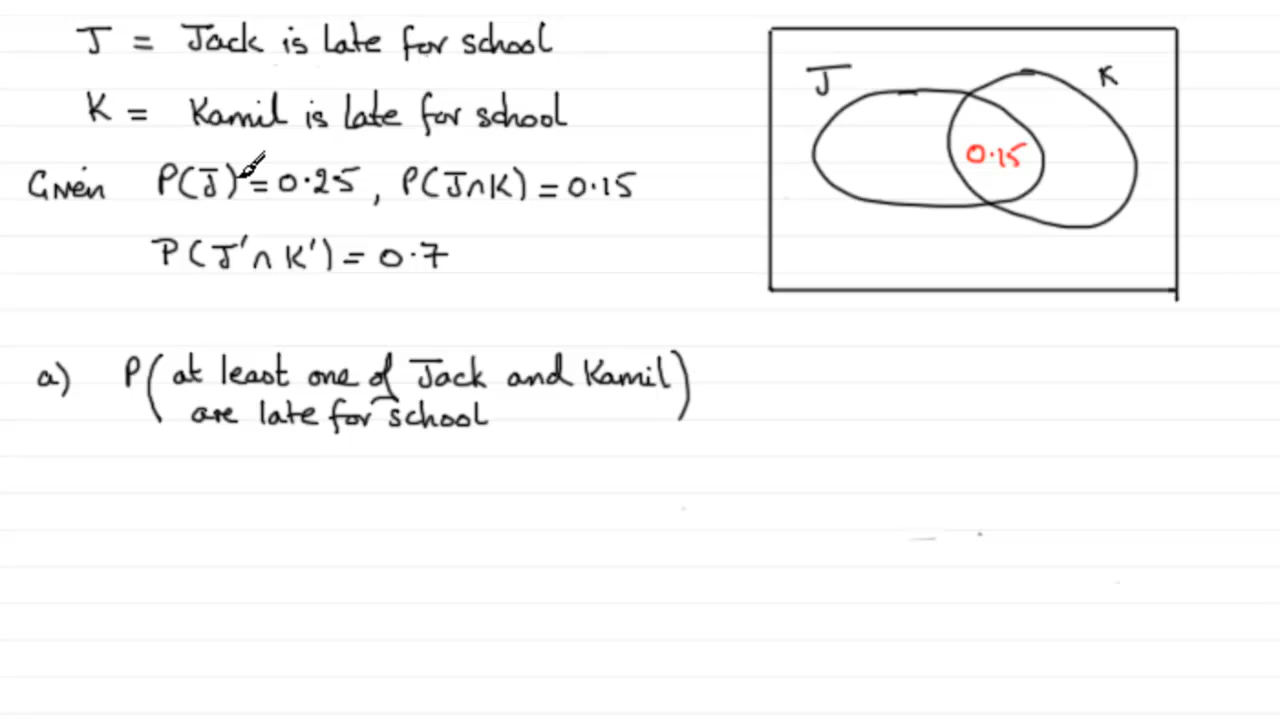 J = Jack is late for school
K = Kamil is late for school
Given P(J) = 0.25, P(J∩K) = 0.15
P(J'∩K') = 0.7
J
K
0.15
a) P(at least one of Jack and Kamil
are late for school)